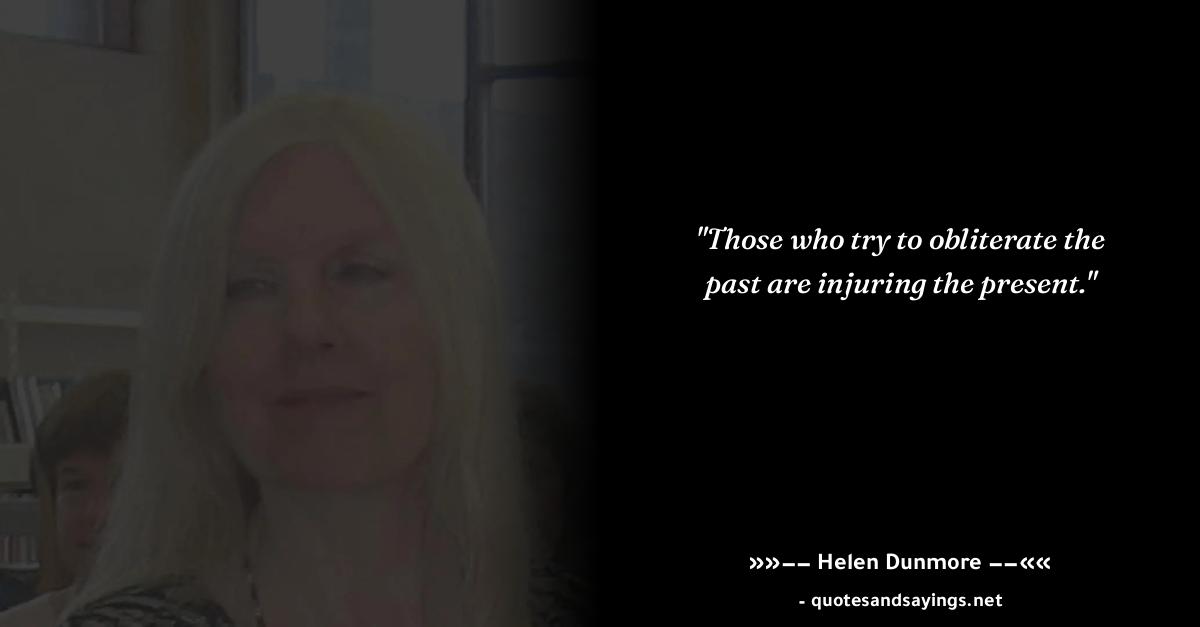 "Those who try to obliterate the
past are injuring the present."
»»−− Helen Dunmore −−««
- quotesandsayings.net